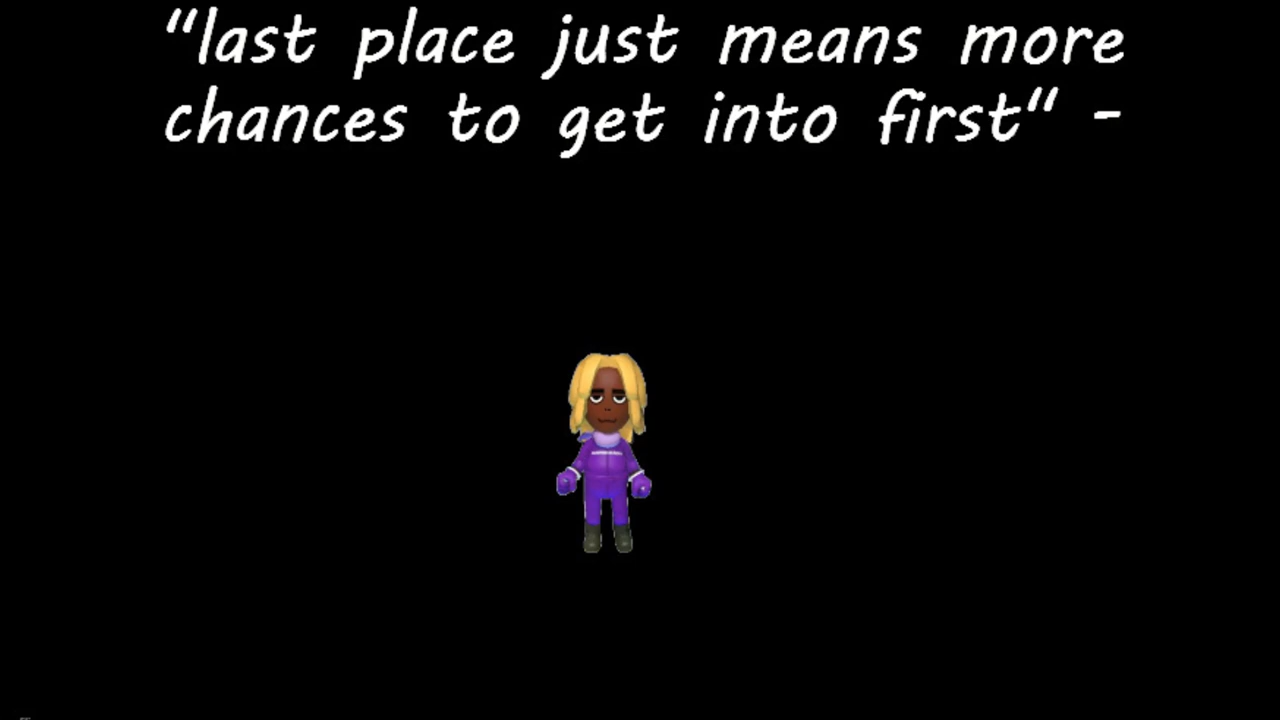 "last place just means more
chances to get into first" -